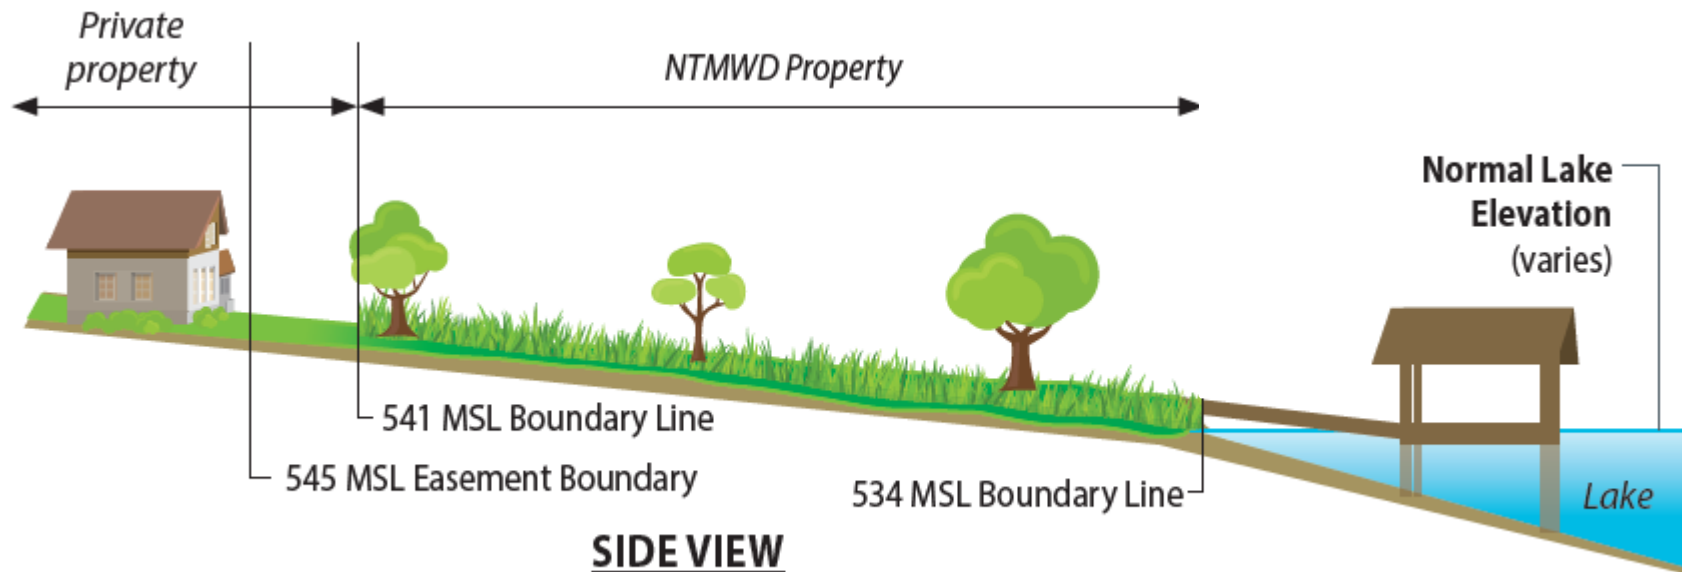 Private
property
NTMWD Property
Normal Lake
Elevation
(varies)
541 MSL Boundary Line
545 MSL Easement Boundary
534 MSL Boundary Line
Lake
SIDE VIEW